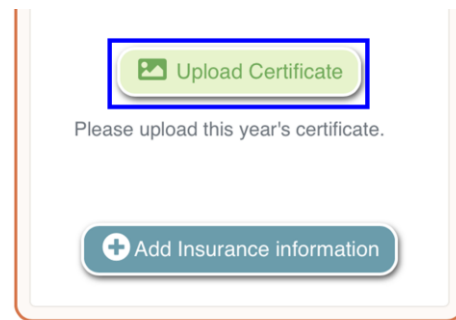 Upload Certificate
Please upload this year's certificate.
Add Insurance information